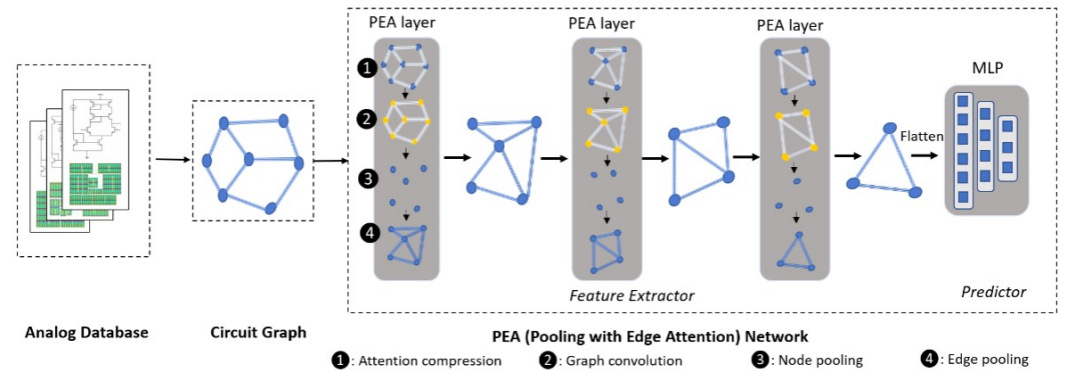 PEA layer
PEA layer
PEA layer
1
2
3
4
MLP
Flatten
Feature Extractor
Predictor
Analog Database
Circuit Graph
PEA (Pooling with Edge Attention) Network
1: Attention compression
2: Graph convolution
3: Node pooling
4: Edge pooling